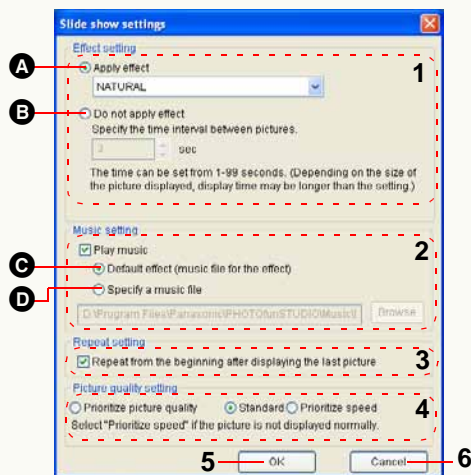 Slide show settings
Effect setting
A Apply effect 1
NATURAL
B Do not apply effect
Specify the time interval between pictures.
3 sec
The time can be set from 1-99 seconds. (Depending on the size of
the picture displayed, display time may be longer than the setting.)
Music setting
Play music 2
C Default effect (music file for the effect)
D Specify a music file
D:\Program Files\Panasonic\PHOTOfunSTUDIO\Music\ Browse
Repeat setting
Repeat from the beginning after displaying the last picture 3
Picture quality setting
Prioritize picture quality Standard Prioritize speed 4
Select "Prioritize speed" if the picture is not displayed normally.
5 OK Cancel 6